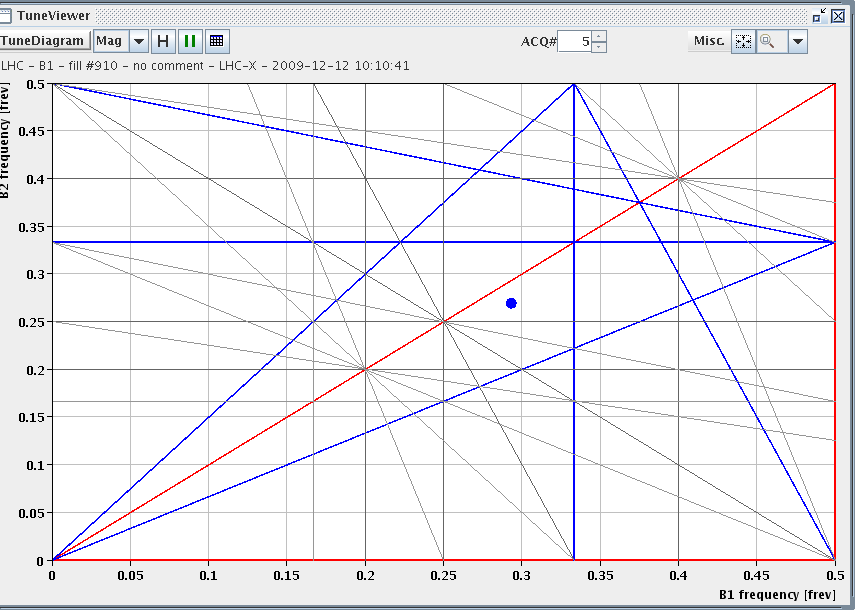 TuneViewer
TuneDiagram Mag H ACQ# 5 Misc.
LHC - B1 - fill #910 - no comment - LHC-X - 2009-12-12 10:10:41
B2 frequency [frev]
0.5
0.45
0.4
0.35
0.3
0.25
0.2
0.15
0.1
0.05
0
0 0.05 0.1 0.15 0.2 0.25 0.3 0.35 0.4 0.45 0.5
B1 frequency [frev]